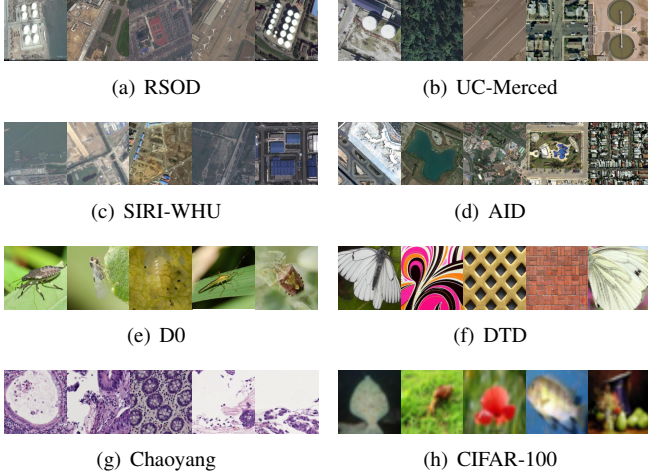 (a) RSOD
(b) UC-Merced
(c) SIRI-WHU
(d) AID
(e) D0
(f) DTD
(g) Chaoyang
(h) CIFAR-100